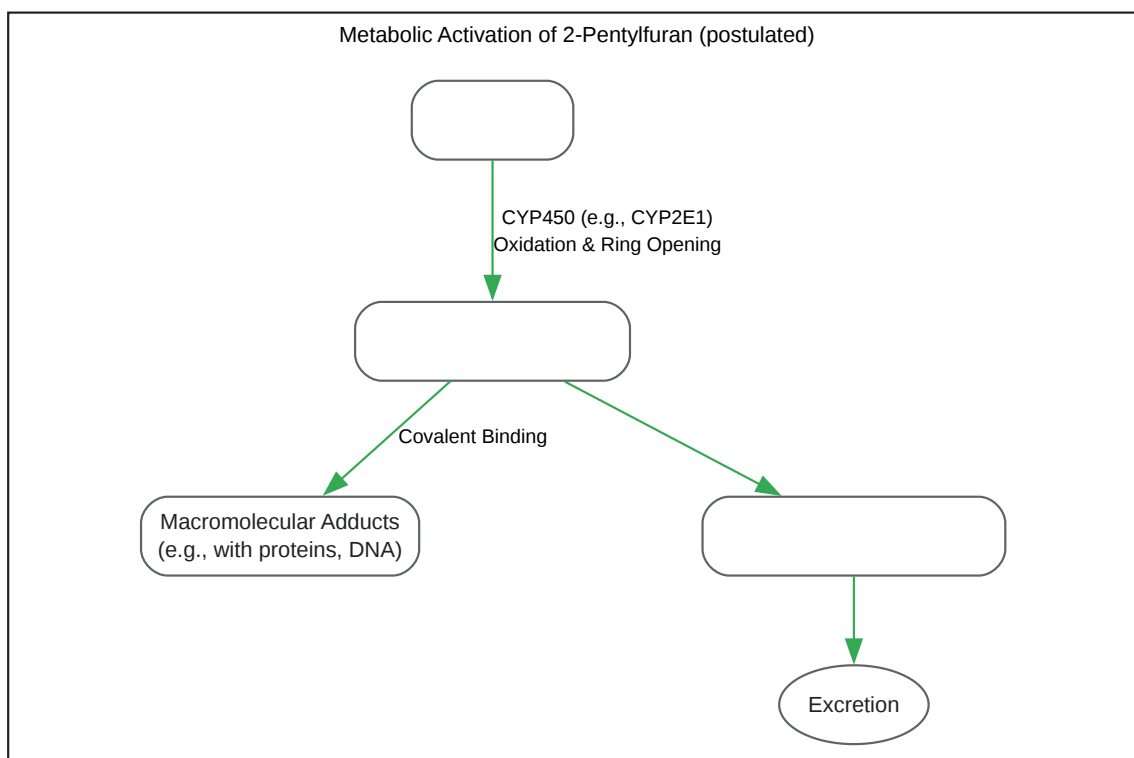 Metabolic Activation of 2-Pentylfuran (postulated)
CYP450 (e.g., CYP2E1)
Oxidation & Ring Opening
Covalent Binding
Macromolecular Adducts
(e.g., with proteins, DNA)
Excretion